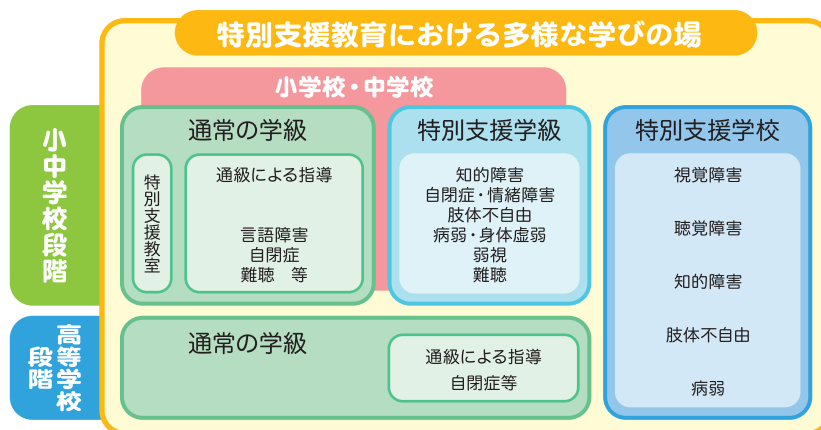 特別支援教育における多様な学びの場
小学校・中学校
小中学校段階
通常の学級
特別支援教室
通級による指導
言語障害
自閉症
難聴　等
特別支援学級
知的障害
自閉症・情緒障害
肢体不自由
病弱・身体虚弱
弱視
難聴
特別支援学校
視覚障害
聴覚障害
知的障害
肢体不自由
病弱
高等学校
段階
通常の学級
通級による指導
自閉症等